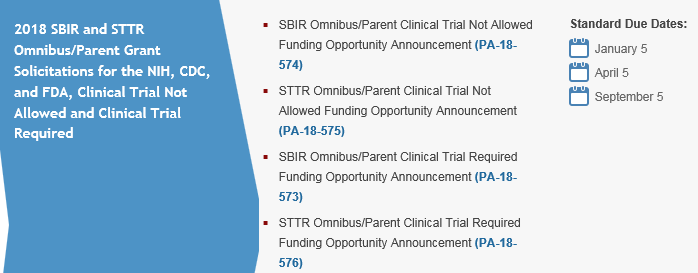 2018 SBIR and STTR
Omnibus/Parent Grant
Solicitations for the NIH, CDC,
and FDA, Clinical Trial Not
Allowed and Clinical Trial
Required
SBIR Omnibus/Parent Clinical Trial Not Allowed
Funding Opportunity Announcement (PA-18-
574)
STTR Omnibus/Parent Clinical Trial Not
Allowed Funding Opportunity Announcement
(PA-18-575)
SBIR Omnibus/Parent Clinical Trial Required
Funding Opportunity Announcement (PA-18-
573)
STTR Omnibus/Parent Clinical Trial Required
Funding Opportunity Announcement (PA-18-
576)
Standard Due Dates:
January 5
April 5
September 5